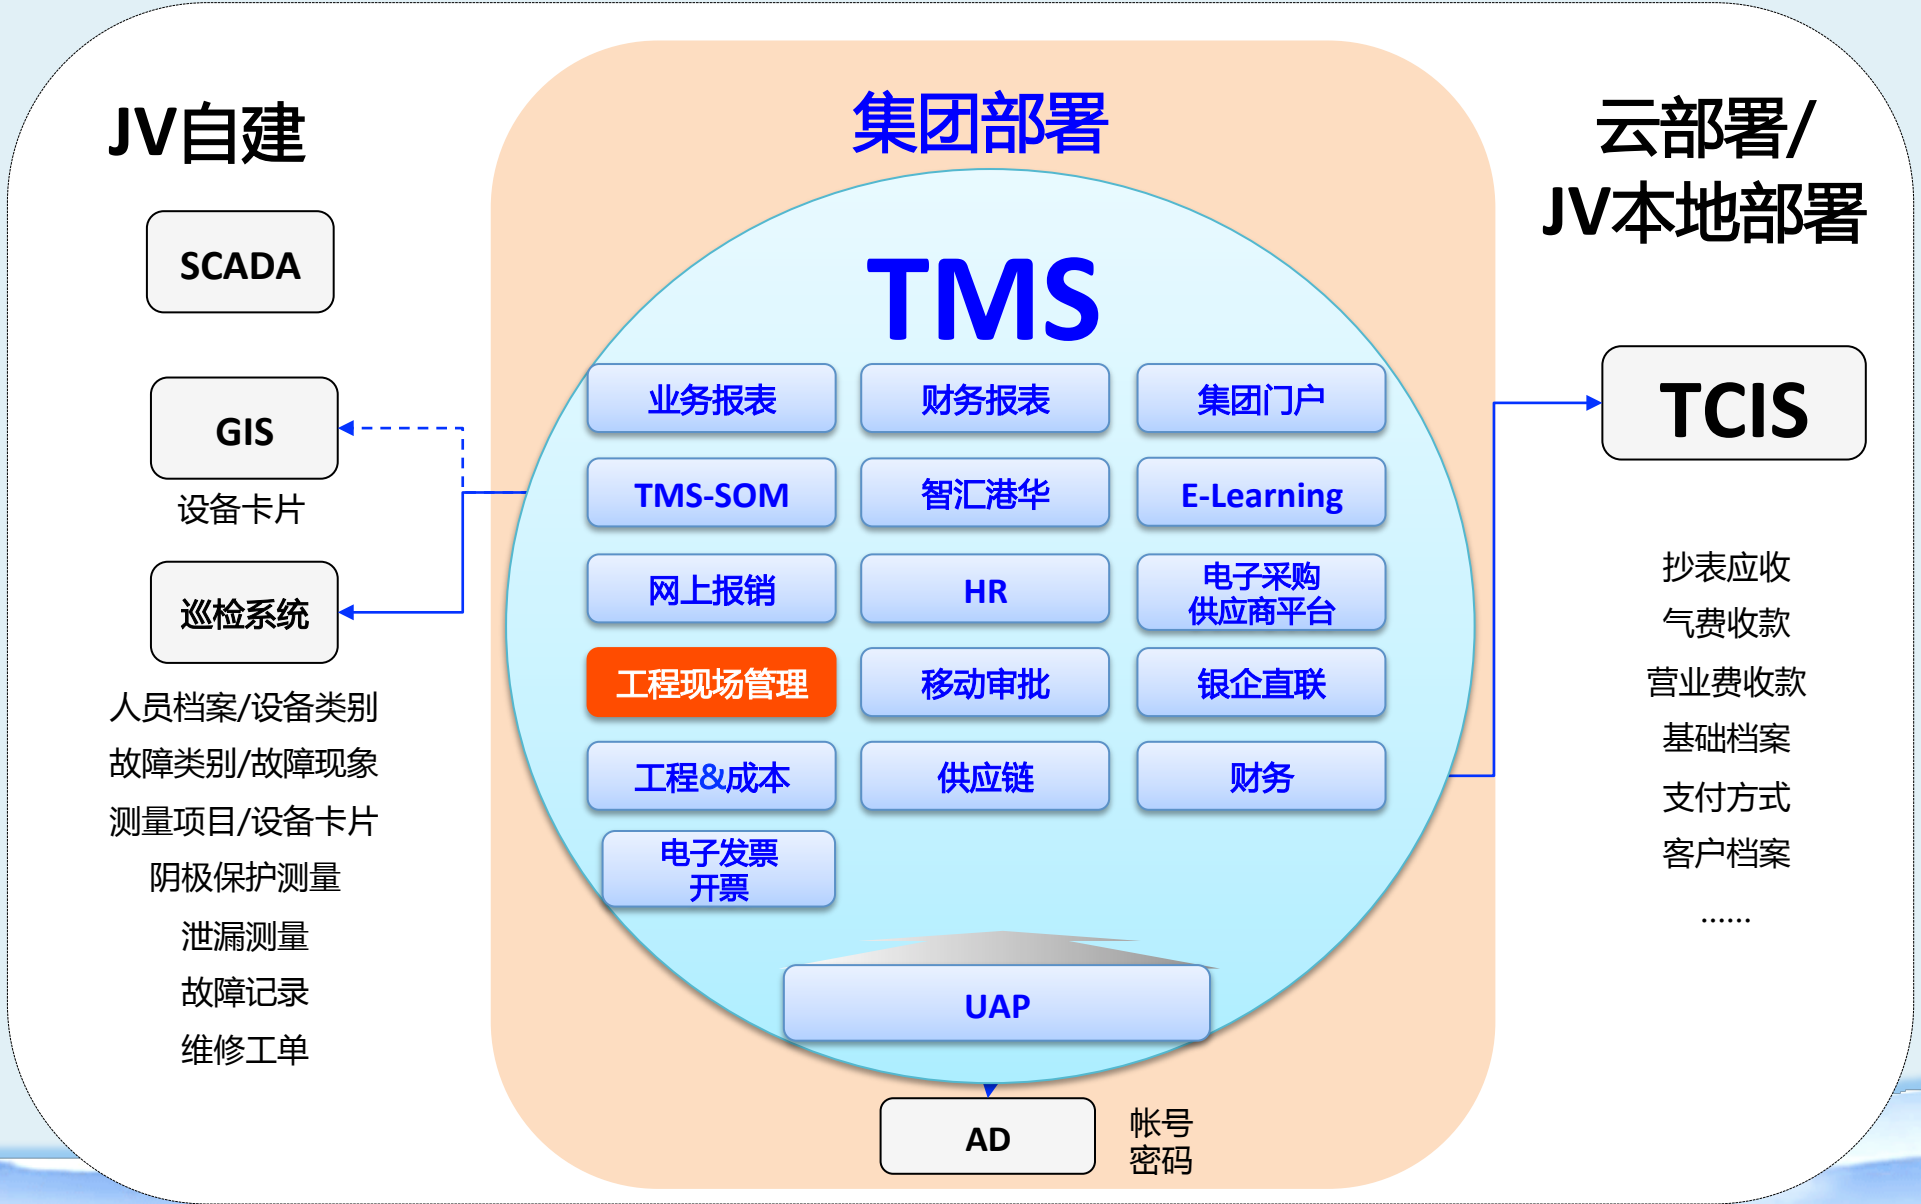 JV自建
SCADA
GIS
设备卡片
巡检系统
人员档案/设备类别
故障类别/故障现象
测量项目/设备卡片
阴极保护测量
泄漏测量
故障记录
维修工单
集团部署
TMS
业务报表
财务报表
集团门户
TMS-SOM
智汇港华
E-Learning
网上报销
HR
电子采购
供应商平台
工程现场管理
移动审批
银企直联
工程&成本
供应链
财务
电子发票
开票
UAP
AD
帐号
密码
云部署/
JV本地部署
TCIS
抄表应收
气费收款
营业费收款
基础档案
支付方式
客户档案
......